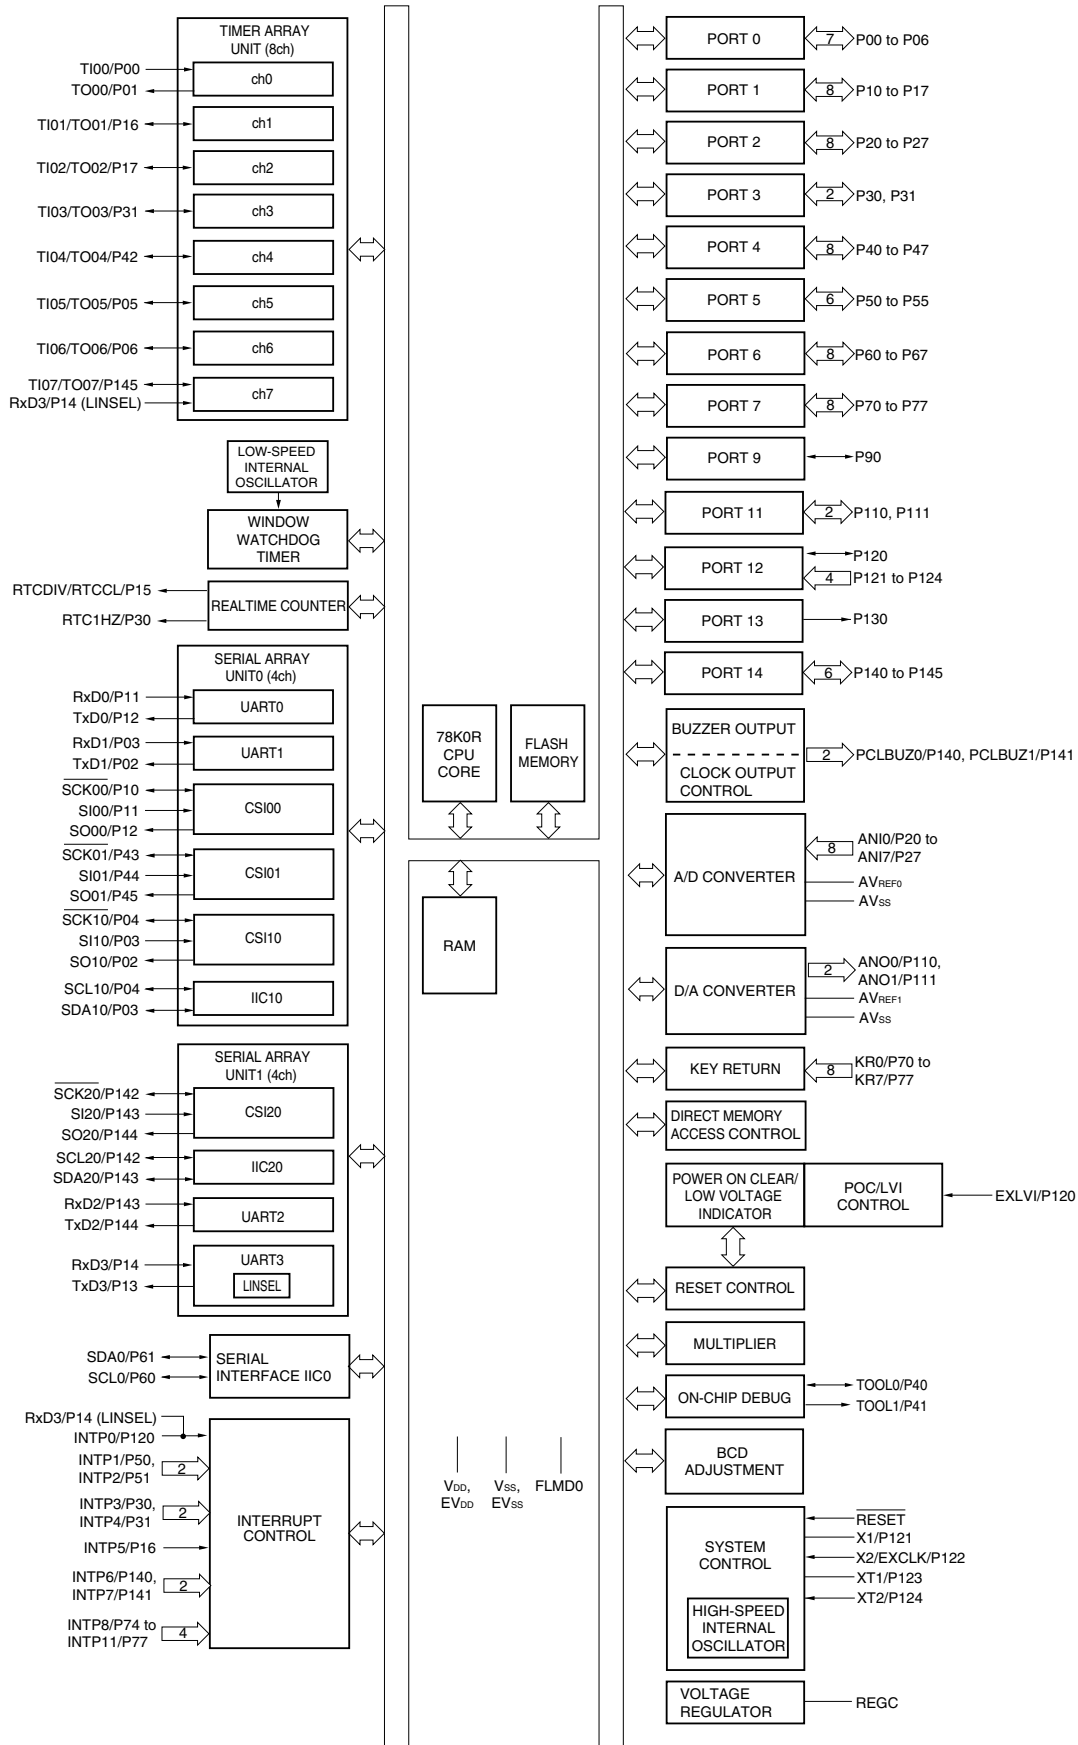 TIMER ARRAY
UNIT (8ch)
TI00/P00
TO00/P01
ch0
TI01/TO01/P16
ch1
TI02/TO02/P17
ch2
TI03/TO03/P31
ch3
TI04/TO04/P42
ch4
TI05/TO05/P05
ch5
TI06/TO06/P06
ch6
TI07/TO07/P145
RxD3/P14 (LINSEL)
ch7
LOW-SPEED
INTERNAL
OSCILLATOR
WINDOW
WATCHDOG
TIMER
RTCDIV/RTCCL/P15
RTC1HZ/P30
REALTIME COUNTER
SERIAL ARRAY
UNIT0 (4ch)
RxD0/P11
TxD0/P12
UART0
RxD1/P03
TxD1/P02
UART1
SCK00/P10
SI00/P11
SO00/P12
CSI00
SCK01/P43
SI01/P44
SO01/P45
CSI01
SCK10/P04
SI10/P03
SO10/P02
CSI10
SCL10/P04
SDA10/P03
IIC10
SERIAL ARRAY
UNIT1 (4ch)
SCK20/P142
SI20/P143
SO20/P144
CSI20
SCL20/P142
SDA20/P143
IIC20
RxD2/P143
TxD2/P144
UART2
RxD3/P14
TxD3/P13
UART3
LINSEL
SDA0/P61
SCL0/P60
SERIAL
INTERFACE IIC0
RxD3/P14 (LINSEL)
INTP0/P120
INTP1/P50,
INTP2/P51
2
INTP3/P30,
INTP4/P31
2
INTP5/P16
INTP6/P140,
INTP7/P141
2
INTP8/P74 to
INTP11/P77
4
INTERRUPT
CONTROL
78K0R
CPU
CORE
FLASH
MEMORY
RAM
VDD,
EVDD
VSS,
EVSS
FLMD0
PORT 0
7
P00 to P06
PORT 1
8
P10 to P17
PORT 2
8
P20 to P27
PORT 3
2
P30, P31
PORT 4
8
P40 to P47
PORT 5
6
P50 to P55
PORT 6
8
P60 to P67
PORT 7
8
P70 to P77
PORT 9
P90
PORT 11
2
P110, P111
PORT 12
P120
4
P121 to P124
PORT 13
P130
PORT 14
6
P140 to P145
BUZZER OUTPUT
CLOCK OUTPUT
CONTROL
2
PCLBUZ0/P140, PCLBUZ1/P141
A/D CONVERTER
8
ANI0/P20 to
ANI7/P27
AVREF0
AVSS
D/A CONVERTER
2
ANO0/P110,
ANO1/P111
AVREF1
AVSS
KEY RETURN
8
KR0/P70 to
KR7/P77
DIRECT MEMORY
ACCESS CONTROL
POWER ON CLEAR/
LOW VOLTAGE
INDICATOR
POC/LVI
CONTROL
EXLVI/P120
RESET CONTROL
MULTIPLIER
ON-CHIP DEBUG
TOOL0/P40
TOOL1/P41
BCD
ADJUSTMENT
SYSTEM
CONTROL
HIGH-SPEED
INTERNAL
OSCILLATOR
RESET
X1/P121
X2/EXCLK/P122
XT1/P123
XT2/P124
VOLTAGE
REGULATOR
REGC